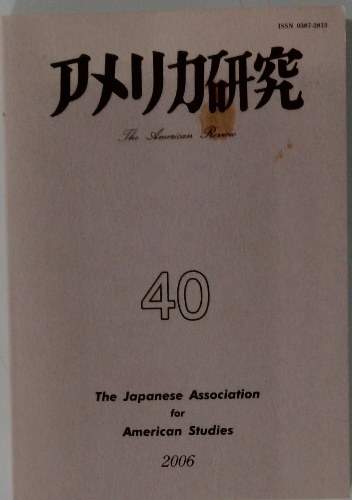 ISSN 0387-2815
アメリカ研究
The American Review
40
The Japanese Association
for
American Studies
2006